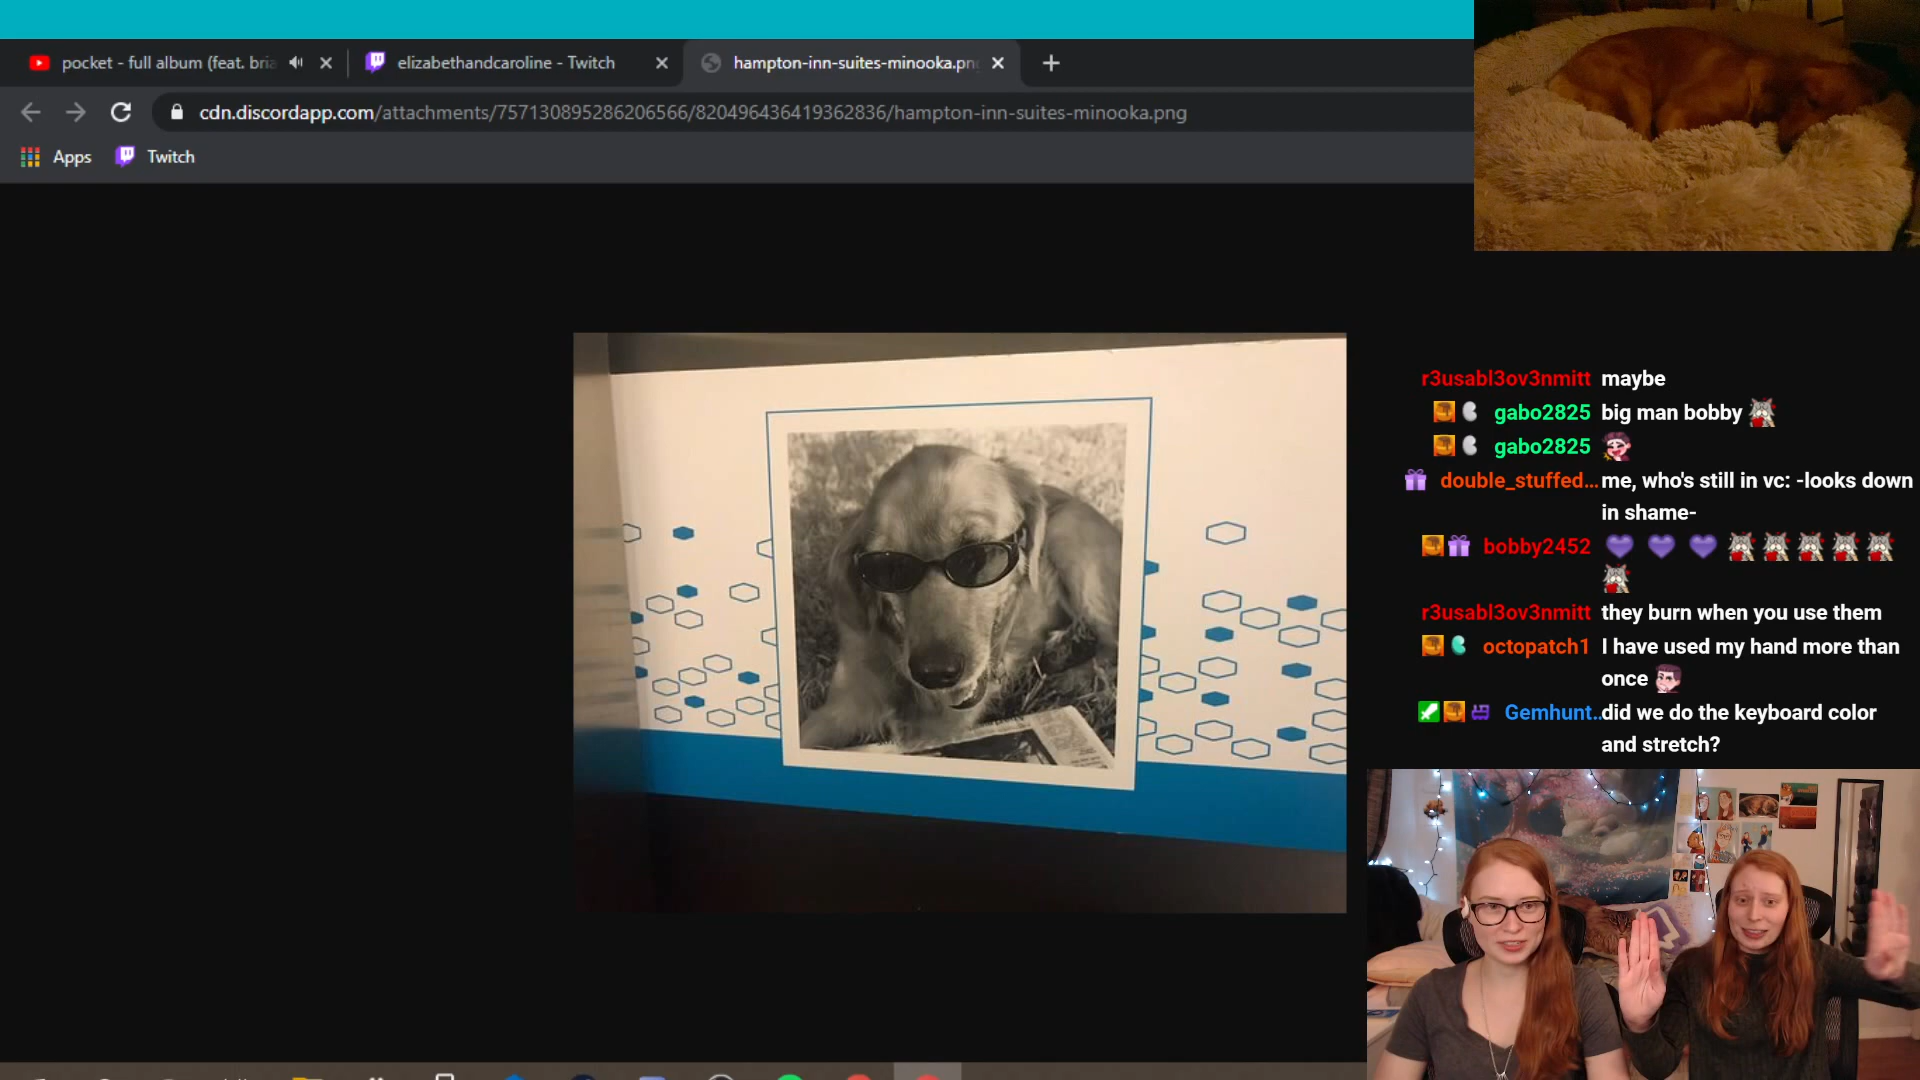 pocket - full album (feat. bria
elizabethandcaroline - Twitch
hampton-inn-suites-minooka.pn
cdn.discordapp.com/attachments/757130895286206566/820496436419362836/hampton-inn-suites-minooka.png
Apps
Twitch
r3usabl3ov3nmitt maybe
gabo2825 big man bobby
gabo2825
double_stuffed... me, who's still in vc: -looks down
in shame-
bobby2452
r3usabl3ov3nmitt they burn when you use them
octopatch1 I have used my hand more than
once
Gemhunt.. did we do the keyboard color
and stretch?